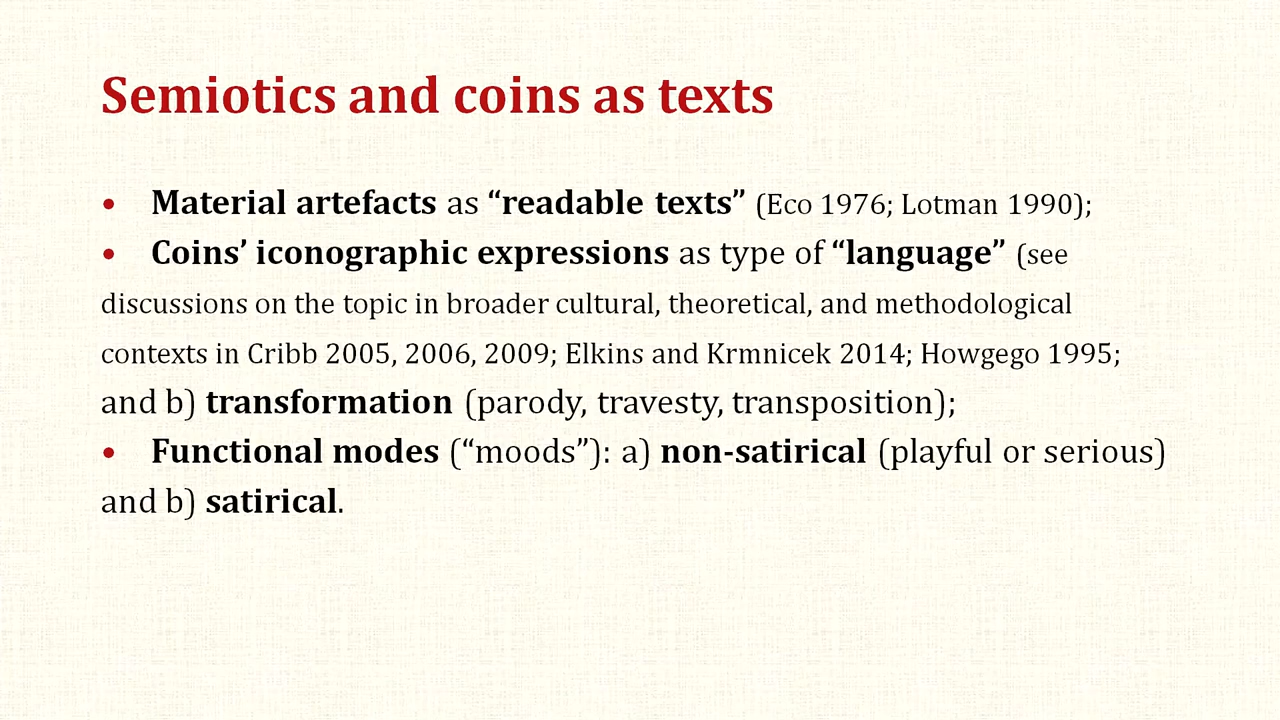 Semiotics and coins as texts
• Material artefacts as “readable texts” (Eco 1976; Lotman 1990);
• Coins’ iconographic expressions as type of “language” (see
discussions on the topic in broader cultural, theoretical, and methodological
contexts in Cribb 2005, 2006, 2009; Elkins and Krmnicek 2014; Howgego 1995;
and b) transformation (parody, travesty, transposition);
• Functional modes (“moods”): a) non-satirical (playful or serious)
and b) satirical.